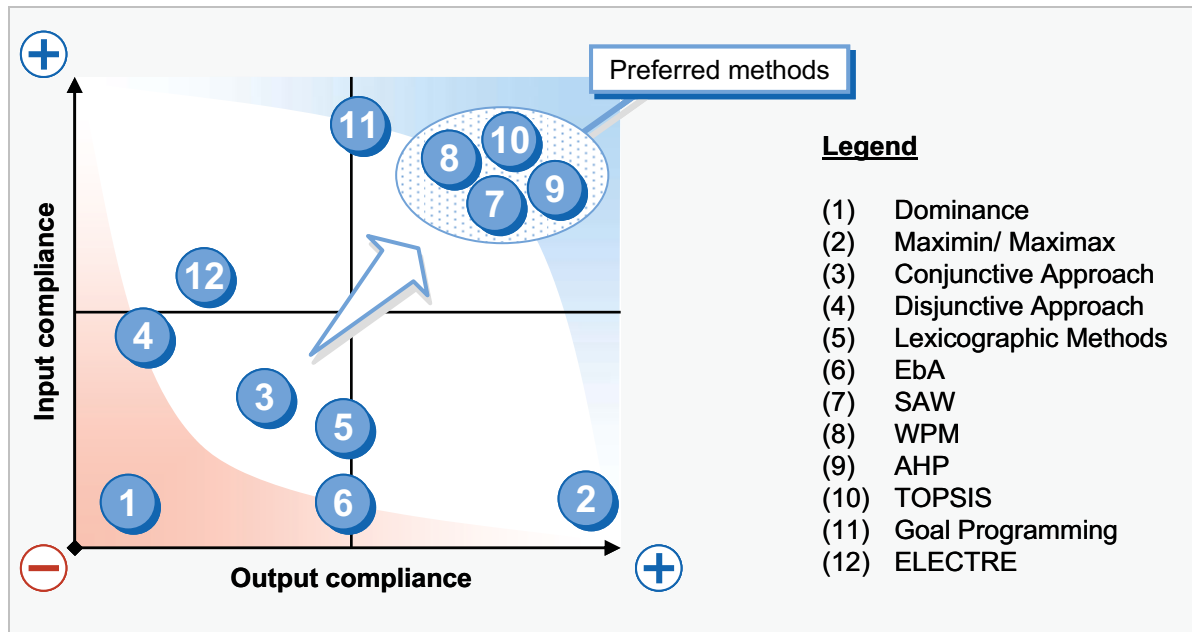 Preferred methods
11
10
8
9
7
12
4
3
5
1
6
2
Input compliance
Output compliance
Legend
(1) Dominance
(2) Maximin/ Maximax
(3) Conjunctive Approach
(4) Disjunctive Approach
(5) Lexicographic Methods
(6) EbA
(7) SAW
(8) WPM
(9) AHP
(10) TOPSIS
(11) Goal Programming
(12) ELECTRE